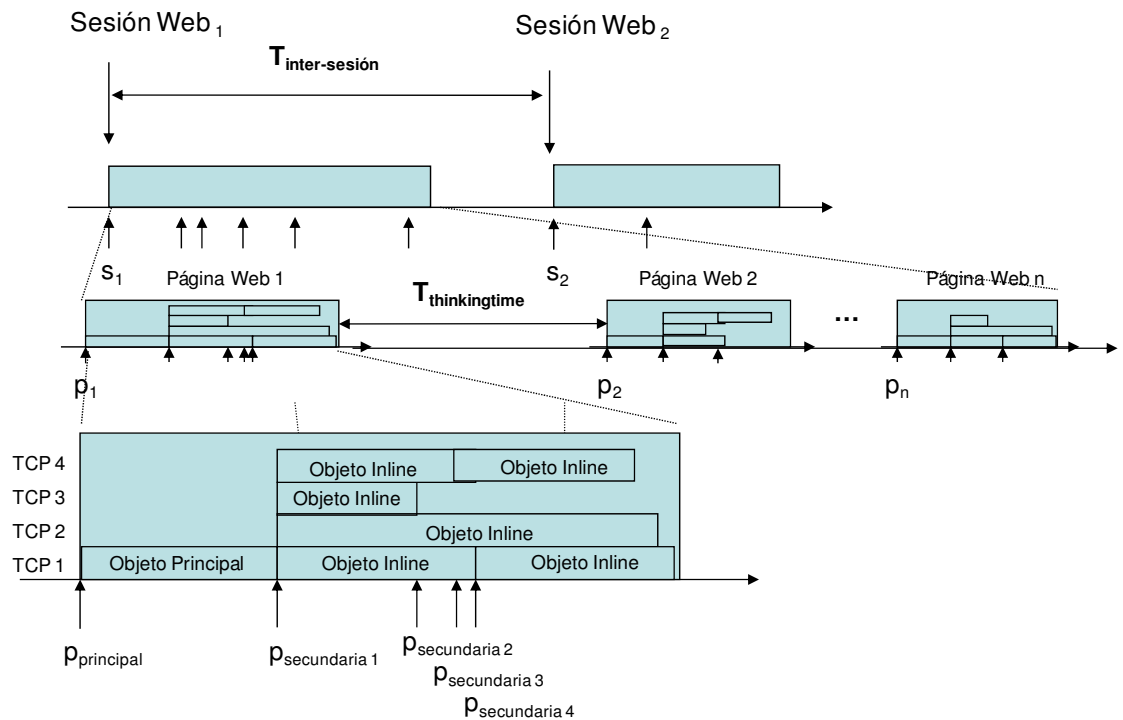 Sesión Web 1
Sesión Web 2
T inter-sesión
s1
s2
Página Web 1
Página Web 2
Página Web n
T thinkingtime
...
p1
p2
pn
TCP 4
Objeto Inline
Objeto Inline
TCP 3
Objeto Inline
TCP 2
Objeto Inline
TCP 1
Objeto Principal
Objeto Inline
Objeto Inline
p principal
p secundaria 1
p secundaria 2
p secundaria 3
p secundaria 4